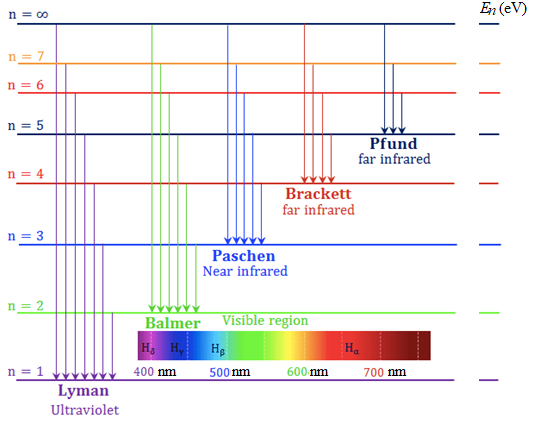 n = ∞
Eₙ (eV)
n = 7
n = 6
n = 5
Pfund
far infrared
n = 4
Brackett
far infrared
n = 3
Paschen
Near infrared
n = 2
Balmer
Visible region
Hδ Hγ Hβ Hα
n = 1
400 nm 500 nm 600 nm 700 nm
Lyman
Ultraviolet